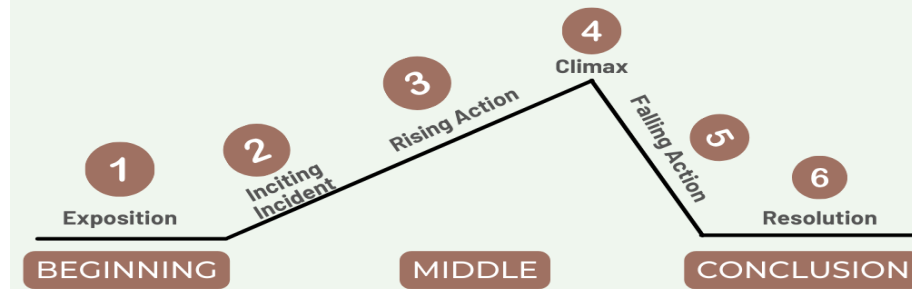 1
Exposition
2
Inciting
Incident
3
Rising Action
4
Climax
5
Falling Action
6
Resolution
BEGINNING
MIDDLE
CONCLUSION